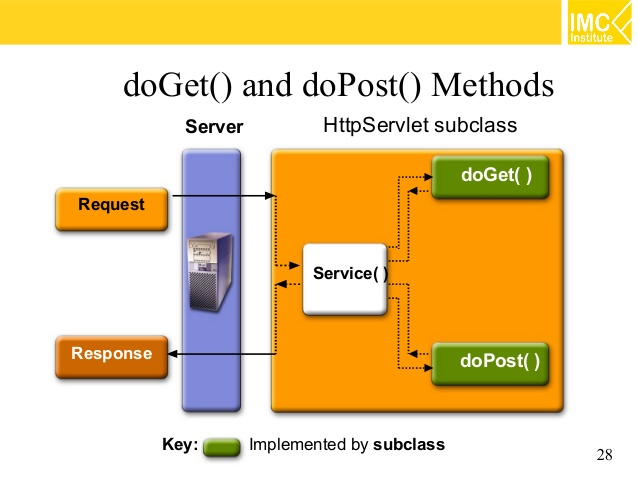 IMC
Institute
doGet() and doPost() Methods
Server
HttpServlet subclass
doGet( )
Request
Service( )
Response
doPost( )
Key:
Implemented by subclass
28